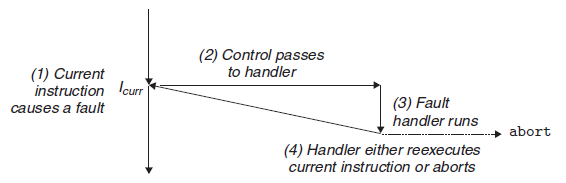 (1) Current
instruction
causes a fault
I curr
(2) Control passes
to handler
(3) Fault
handler runs
abort
(4) Handler either reexecutes
current instruction or aborts